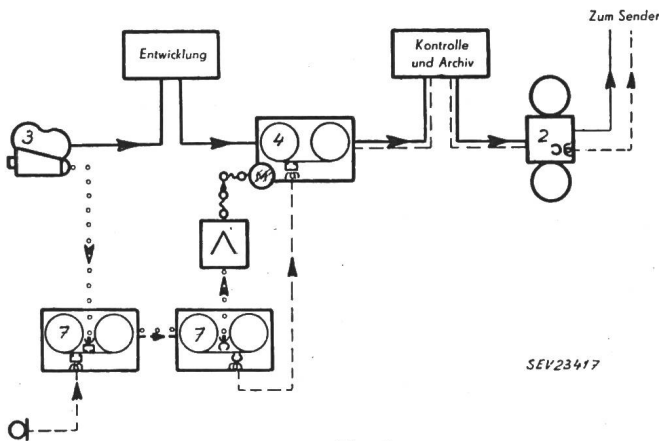 Zum Sender
Entwicklung
Kontrolle
und Archiv
3
4
2
M
7
7
SEV23417